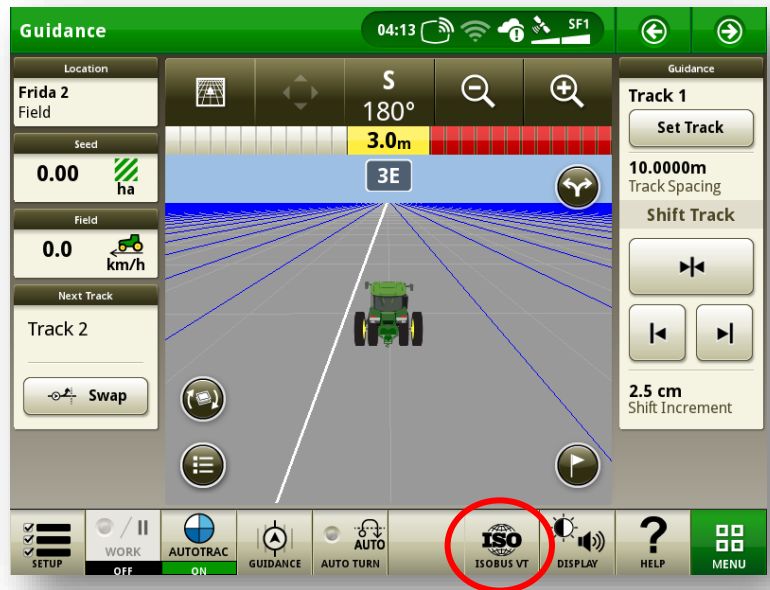 Guidance
04:13
SF1
Location
Frida 2
Field
Seed
0.00
ha
Field
0.0
km/h
Next Track
Track 2
Swap
S
180°
3.0m
3E
Guidance
Track 1
Set Track
10.0000m
Track Spacing
Shift Track
2.5 cm
Shift Increment
SETUP
WORK
OFF
AUTOTRAC
ON
GUIDANCE
AUTO
AUTO TURN
ISO
ISOBUS VT
DISPLAY
?
HELP
MENU